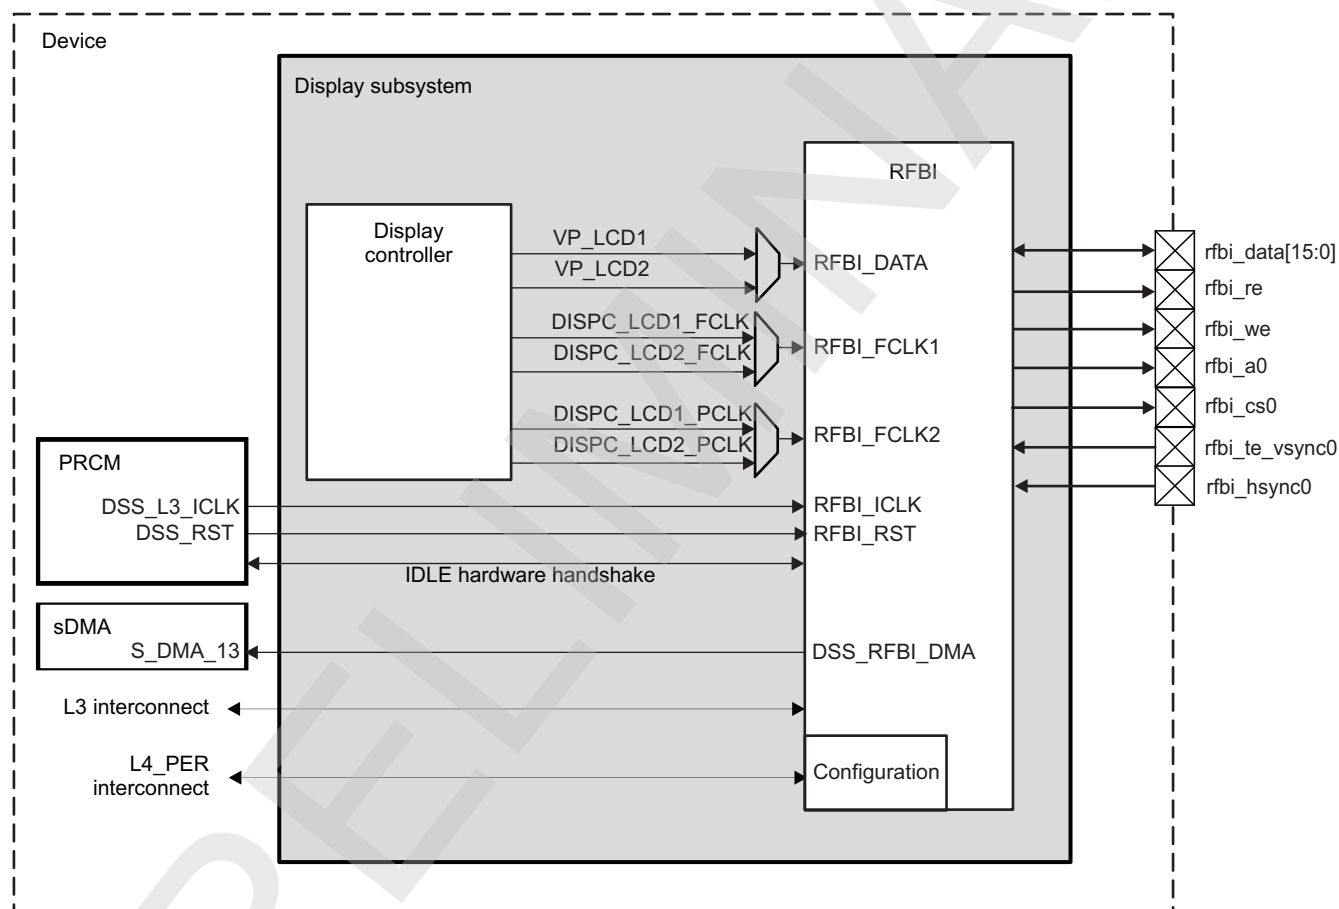 Device
Display subsystem
RFBI
Display
controller
VP_LCD1
VP_LCD2
DISPC_LCD1_FCLK
DISPC_LCD2_FCLK
DISPC_LCD1_PCLK
DISPC_LCD2_PCLK
RFBI_DATA
RFBI_FCLK1
RFBI_FCLK2
RFBI_ICLK
RFBI_RST
rfbi_data[15:0]
rfbi_re
rfbi_we
rfbi_a0
rfbi_cs0
rfbi_te_vsync0
rfbi_hsync0
PRCM
DSS_L3_ICLK
DSS_RST
IDLE hardware handshake
sDMA
S_DMA_13
DSS_RFBI_DMA
L3 interconnect
L4_PER
interconnect
Configuration
PRELIMINA